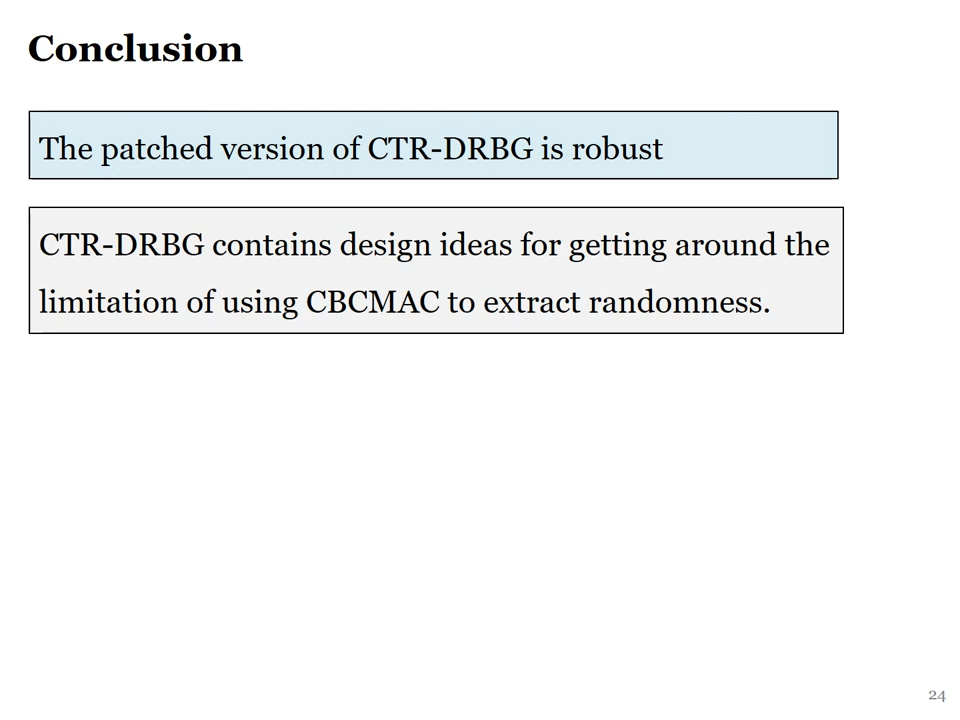 Conclusion
The patched version of CTR-DRBG is robust
CTR-DRBG contains design ideas for getting around the
limitation of using CBCMAC to extract randomness.
24